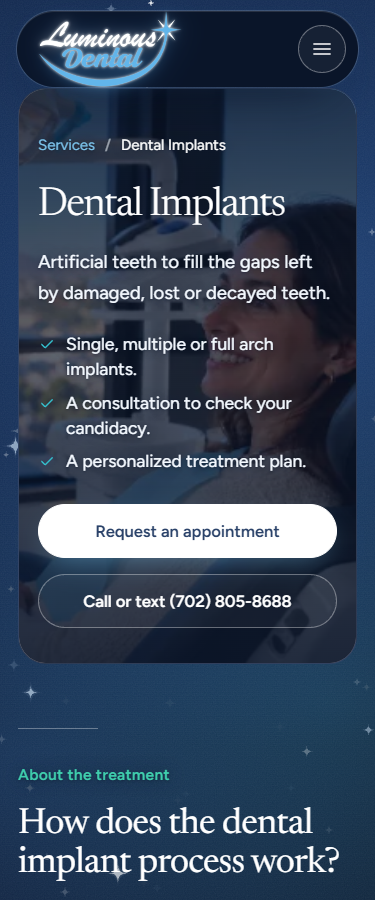 Luminous
Dental
Services / Dental Implants
Dental Implants
Artificial teeth to fill the gaps left
by damaged, lost or decayed teeth.
Single, multiple or full arch
implants.
A consultation to check your
candidacy.
A personalized treatment plan.
Request an appointment
Call or text (702) 805-8688
About the treatment
How does the dental
implant process work?